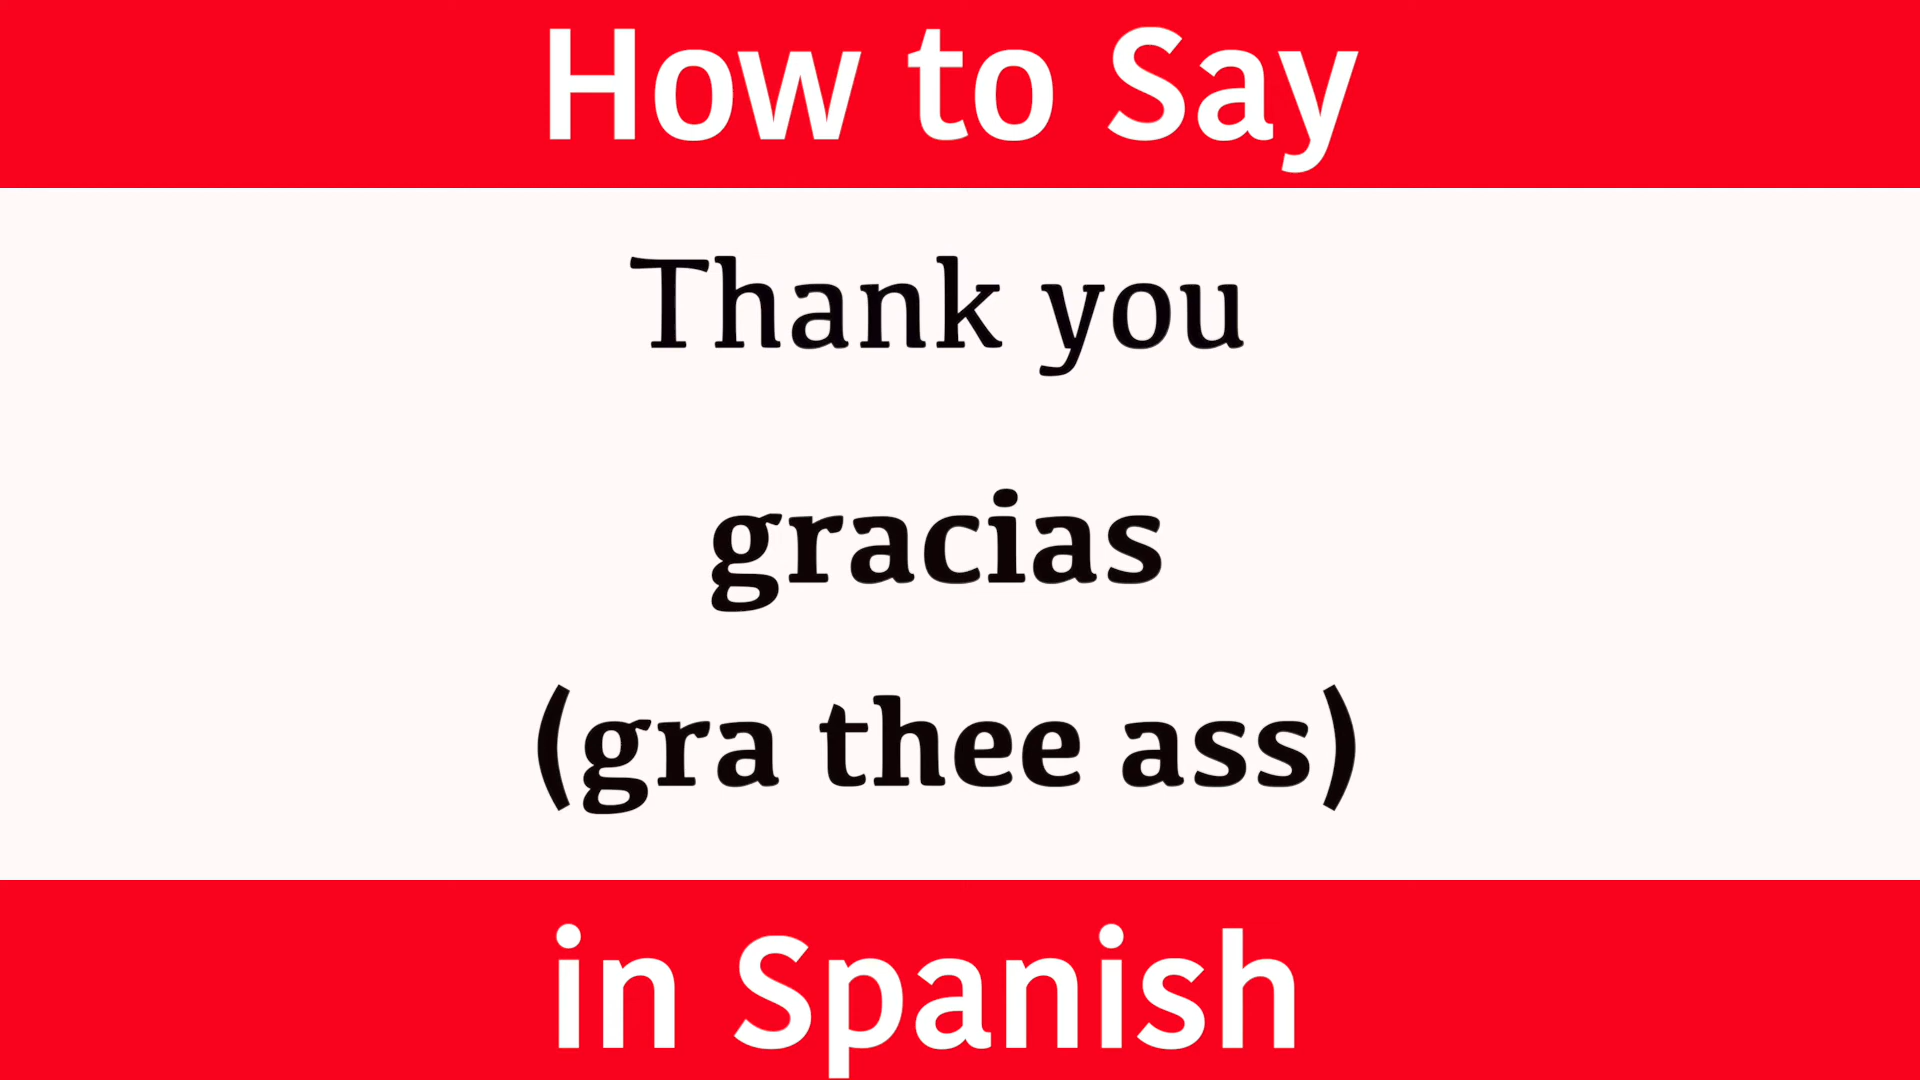 How to Say
Thank you
gracias
(gra thee ass)
in Spanish